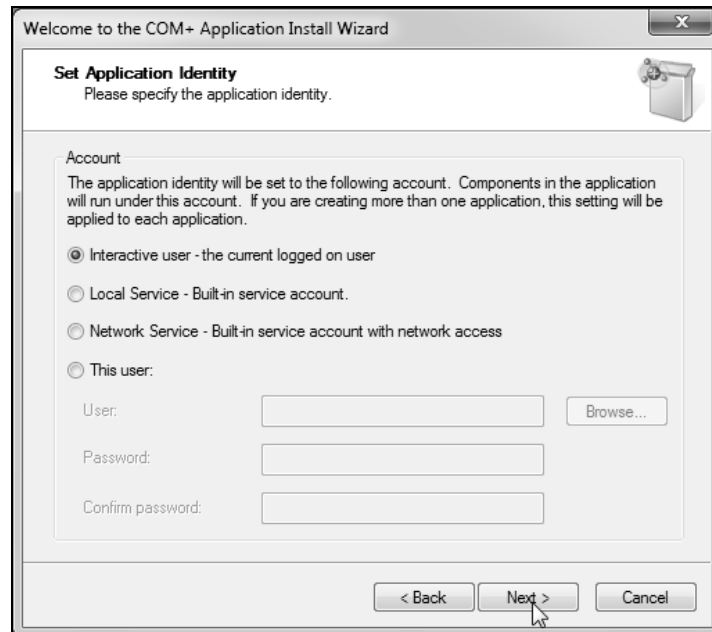 Welcome to the COM+ Application Install Wizard
Set Application Identity
Please specify the application identity.
Account
The application identity will be set to the following account. Components in the application
will run under this account. If you are creating more than one application, this setting will be
applied to each application.
Interactive user - the current logged on user
Local Service - Built-in service account.
Network Service - Built-in service account with network access
This user:
User:
Browse...
Password:
Confirm password:
< Back
Next >
Cancel